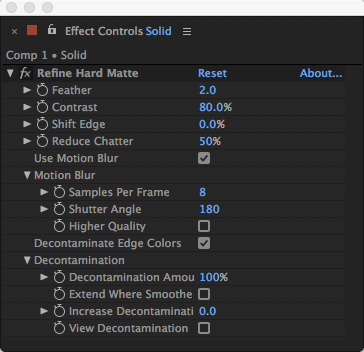 × Effect Controls Solid ≡
Comp 1 • Solid
fx Refine Hard Matte Reset About...
Feather 2.0
Contrast 80.0%
Shift Edge 0.0%
Reduce Chatter 50%
Use Motion Blur
Motion Blur
Samples Per Frame 8
Shutter Angle 180
Higher Quality
Decontaminate Edge Colors
Decontamination
Decontamination Amou 100%
Extend Where Smoothe
Increase Decontaminati 0.0
View Decontamination